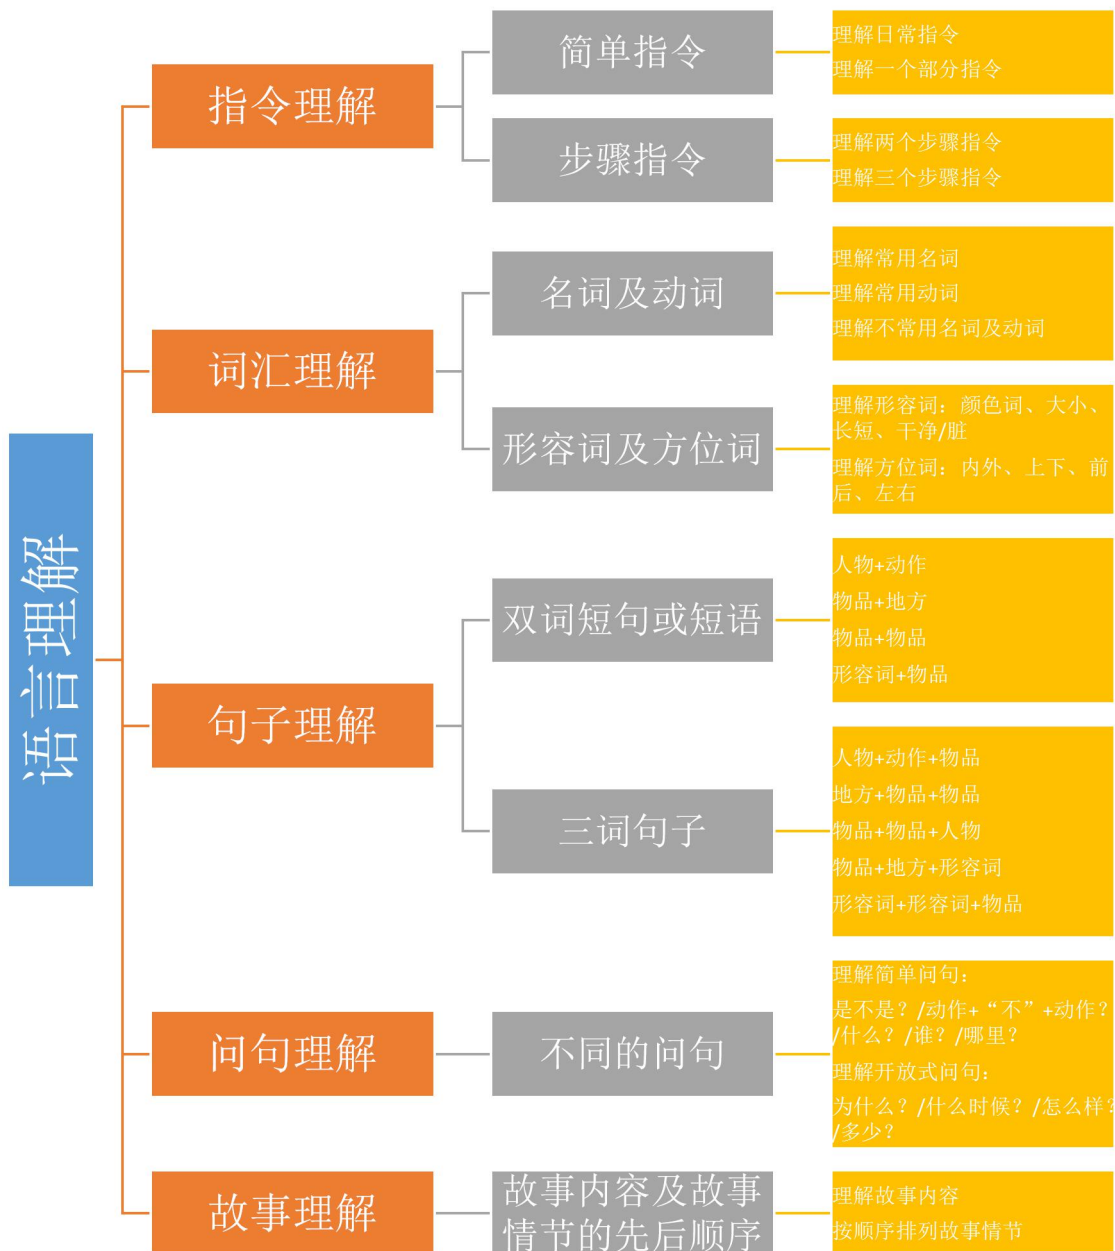 语言理解
指令理解
简单指令
理解日常指令
理解一个部分指令
步骤指令
理解两个步骤指令
理解三个步骤指令
词汇理解
名词及动词
理解常用名词
理解常用动词
理解不常用名词及动词
形容词及方位词
理解形容词：颜色词、大小、
长短、干净/脏
理解方位词：内外、上下、前
后、左右
句子理解
双词短句或短语
人物+动作
物品+地方
物品+物品
形容词+物品
三词句子
人物+动作+物品
地方+物品+物品
物品+物品+人物
物品+地方+形容词
形容词+形容词+物品
问句理解
不同的问句
理解简单问句：
是不是？/动作+“不”+动作？
/什么？/谁？/哪里？
理解开放式问句：
为什么？/什么时候？/怎么样？
/多少？
故事理解
故事内容及故事
情节的先后顺序
理解故事内容
按顺序排列故事情节